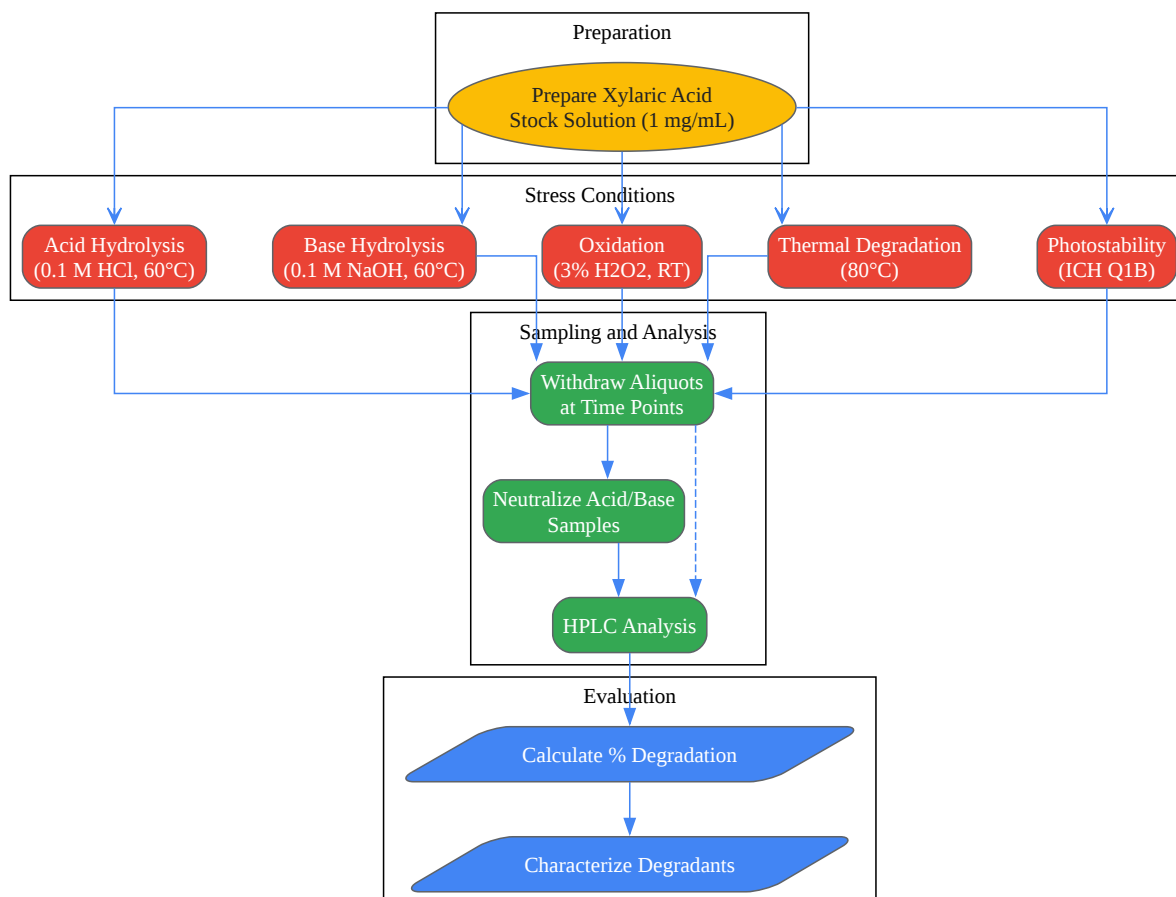 Preparation
Prepare Xylaric Acid
Stock Solution (1 mg/mL)
Stress Conditions
Acid Hydrolysis
(0.1 M HCl, 60°C)
Base Hydrolysis
(0.1 M NaOH, 60°C)
Oxidation
(3% H2O2, RT)
Thermal Degradation
(80°C)
Photostability
(ICH Q1B)
Sampling and Analysis
Withdraw Aliquots
at Time Points
Neutralize Acid/Base
Samples
HPLC Analysis
Evaluation
Calculate % Degradation
Characterize Degradants